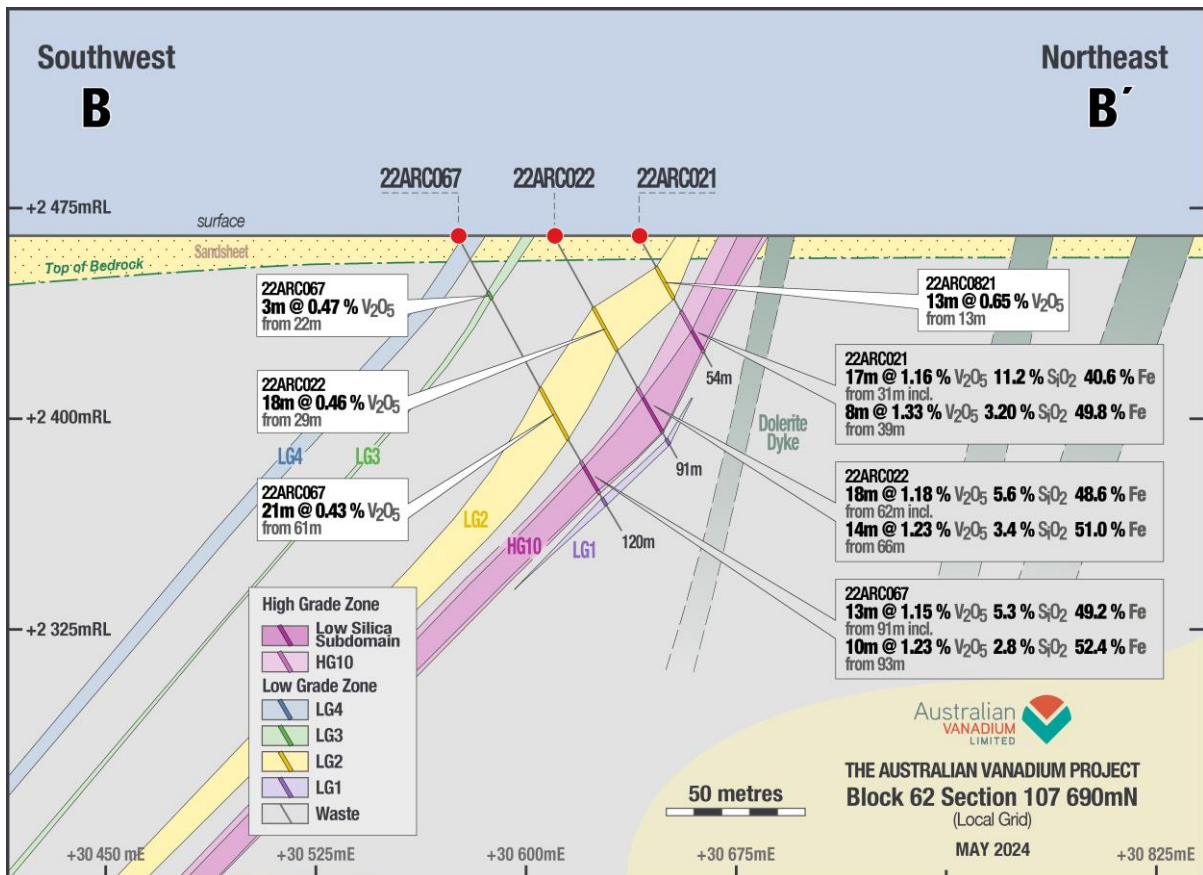 Southwest
B
Northeast
B´
22ARC067
22ARC022
22ARC021
+2 475mRL
surface
Sandsheet
Top of Bedrock
22ARC067
3m @ 0.47 % V₂O₅
from 22m
22ARC0821
13m @ 0.65 % V₂O₅
from 13m
22ARC021
17m @ 1.16 % V₂O₅ 11.2 % SiO₂ 40.6 % Fe
from 31m incl.
8m @ 1.33 % V₂O₅ 3.20 % SiO₂ 49.8 % Fe
from 39m
54m
22ARC022
18m @ 0.46 % V₂O₅
from 29m
+2 400mRL
Dolerite
Dyke
LG4
LG3
91m
22ARC022
18m @ 1.18 % V₂O₅ 5.6 % SiO₂ 48.6 % Fe
from 62m incl.
14m @ 1.23 % V₂O₅ 3.4 % SiO₂ 51.0 % Fe
from 66m
22ARC067
21m @ 0.43 % V₂O₅
from 61m
LG2
HG10
LG1
120m
22ARC067
13m @ 1.15 % V₂O₅ 5.3 % SiO₂ 49.2 % Fe
from 91m incl.
10m @ 1.23 % V₂O₅ 2.8 % SiO₂ 52.4 % Fe
from 93m
+2 325mRL
High Grade Zone
Low Silica
Subdomain
HG10
Low Grade Zone
LG4
LG3
LG2
LG1
Waste
Australian
VANADIUM
LIMITED
THE AUSTRALIAN VANADIUM PROJECT
Block 62 Section 107 690mN
(Local Grid)
MAY 2024
50 metres
+30 450 mE
+30 525mE
+30 600mE
+30 675mE
+30 825mE